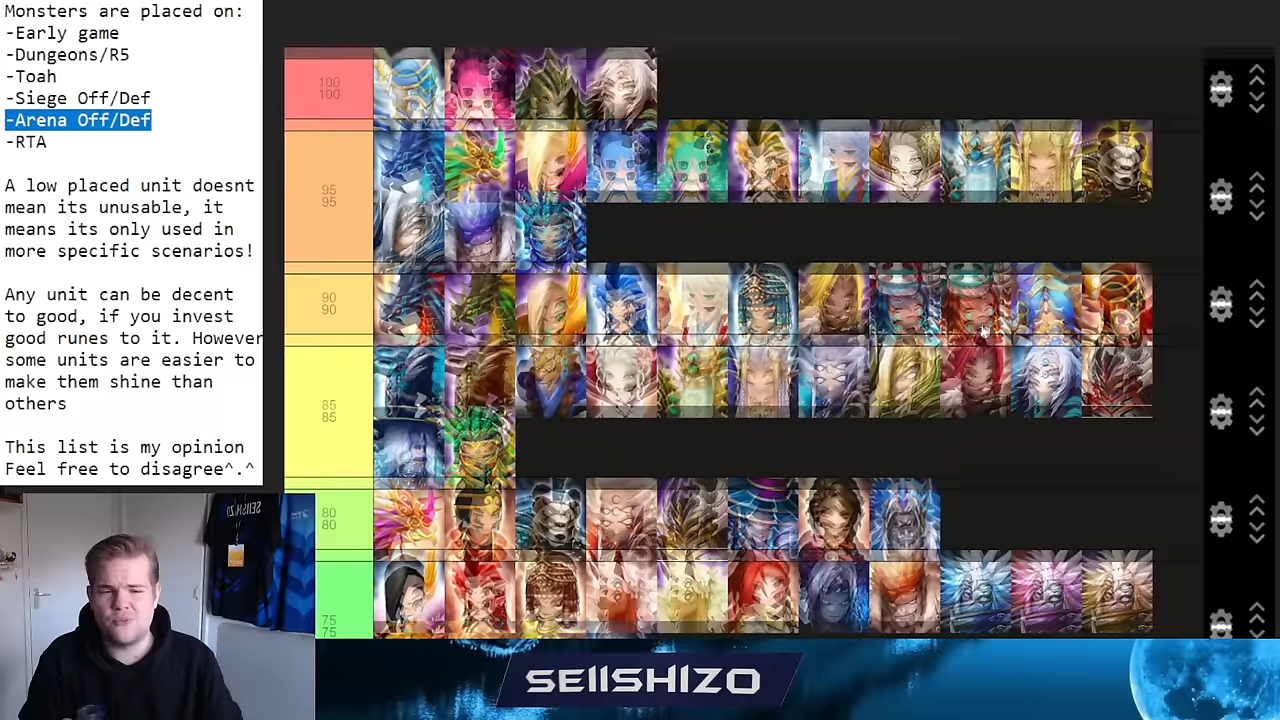 Monsters are placed on:
-Early game
-Dungeons/R5
-Toah
-Siege Off/Def
-Arena Off/Def
-RTA
A low placed unit doesnt
mean its unusable, it
means its only used in
more specific scenarios!
Any unit can be decent
to good, if you invest
good runes to it. However
some units are easier to
make them shine than
others
This list is my opinion
Feel free to disagree^.^
100
100
95
95
90
90
85
85
80
80
75
75
SEIISHIZO
SEIISHIZO